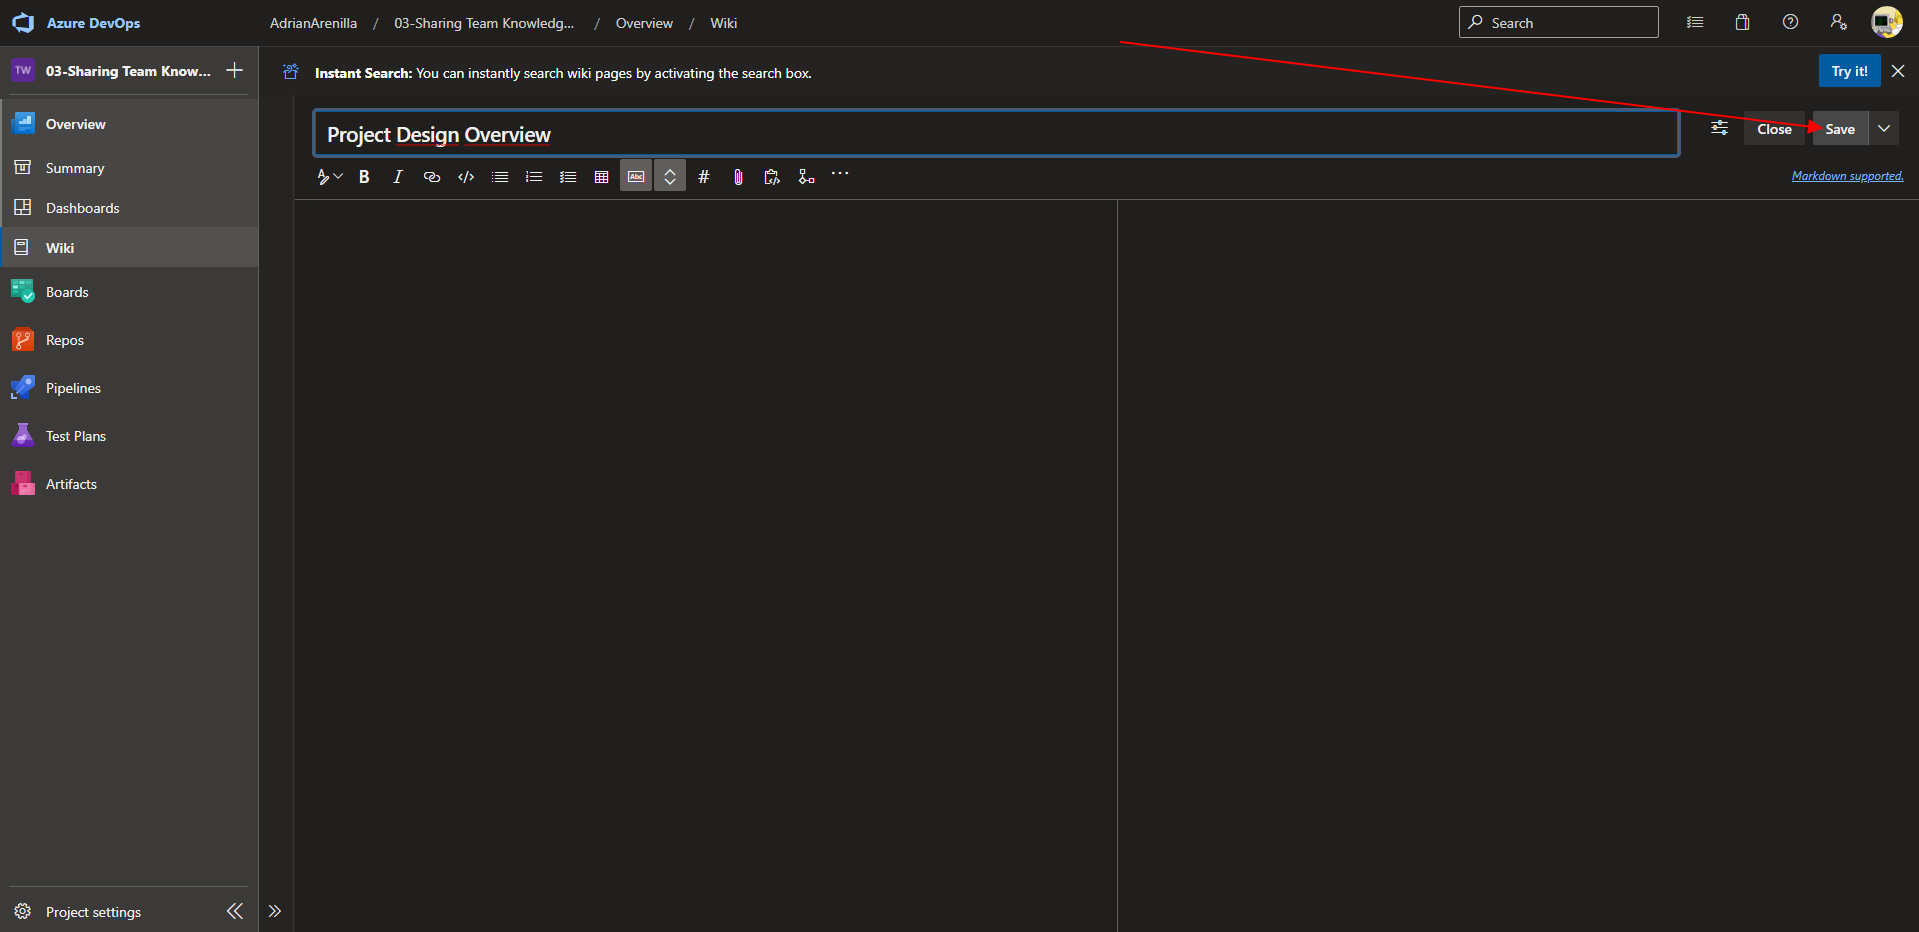 Azure DevOps
AdrianArenilla / 03-Sharing Team Knowledg... / Overview / Wiki
Search
TW 03-Sharing Team Know...
Instant Search: You can instantly search wiki pages by activating the search box.
Try it!
Overview
Summary
Dashboards
Wiki
Boards
Repos
Pipelines
Test Plans
Artifacts
Project settings
Project Design Overview
Close
Save
B I </> Abc # ...
Markdown supported.